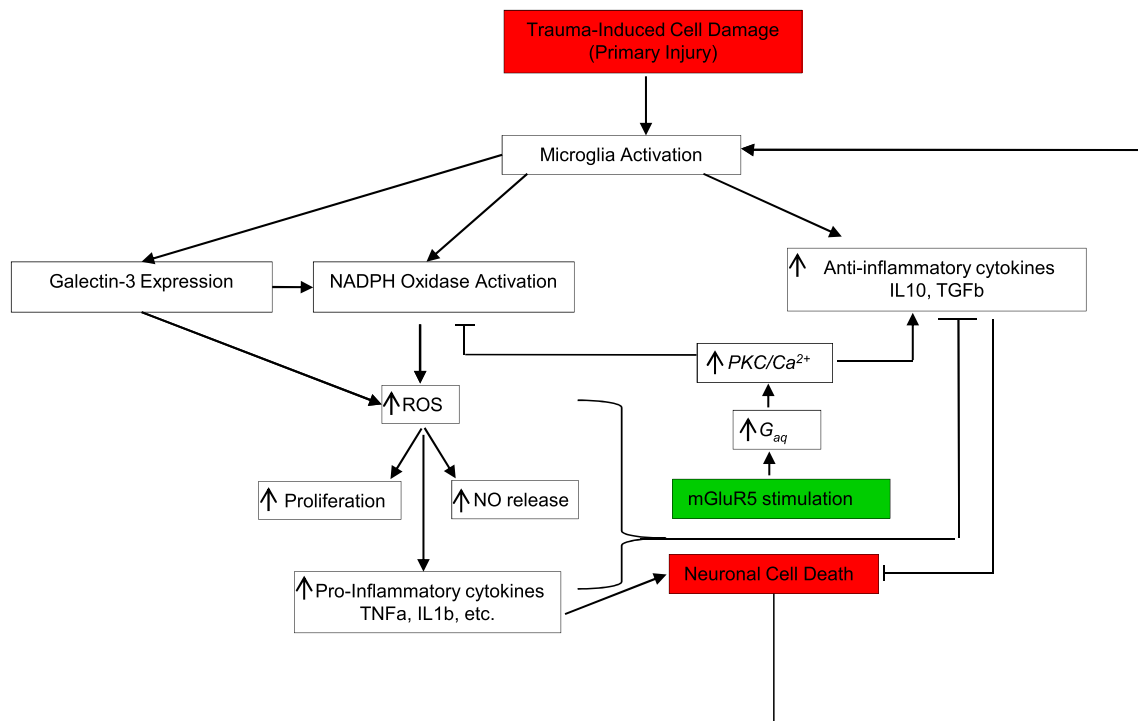 Trauma-Induced Cell Damage
(Primary Injury)
Microglia Activation
Galectin-3 Expression
NADPH Oxidase Activation
Anti-inflammatory cytokines
IL10, TGFb
PKC/Ca²⁺
ROS
G_aq
Proliferation
NO release
mGluR5 stimulation
Neuronal Cell Death
Pro-Inflammatory cytokines
TNFa, IL1b, etc.